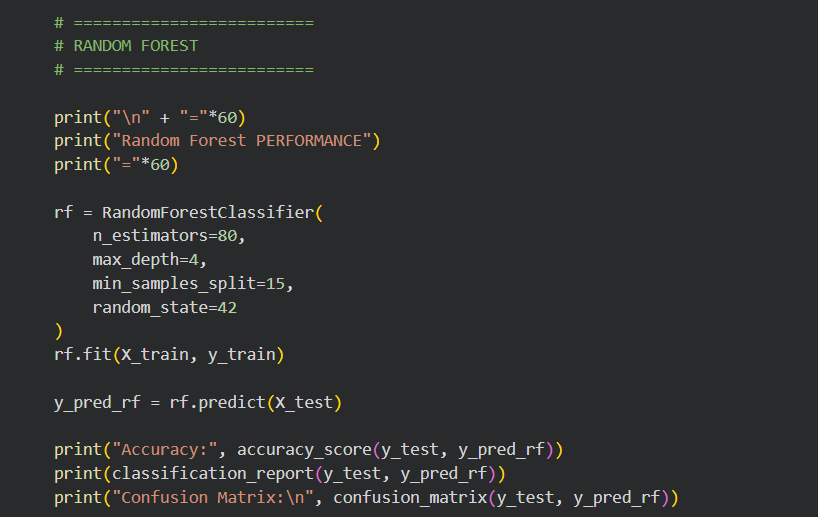 # =========================
# RANDOM FOREST
# =========================
print("\n" + "="*60)
print("Random Forest PERFORMANCE")
print("="*60)
rf = RandomForestClassifier(
    n_estimators=80,
    max_depth=4,
    min_samples_split=15,
    random_state=42
)
rf.fit(X_train, y_train)
y_pred_rf = rf.predict(X_test)
print("Accuracy:", accuracy_score(y_test, y_pred_rf))
print(classification_report(y_test, y_pred_rf))
print("Confusion Matrix:\n", confusion_matrix(y_test, y_pred_rf))